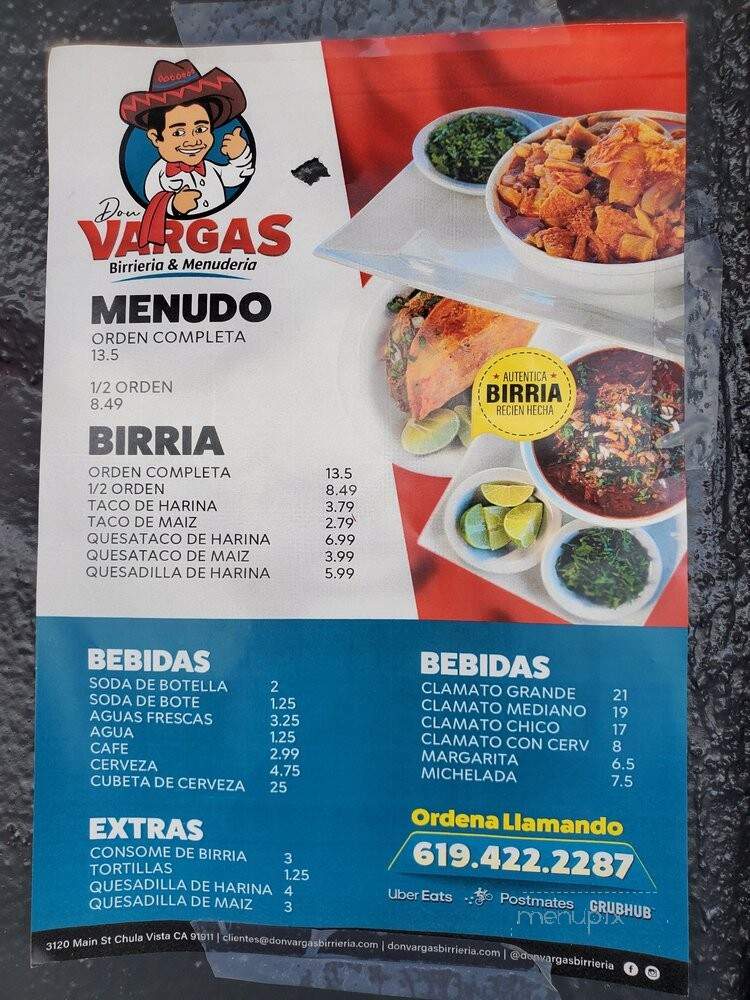 Don
VARGAS
Birrieria & Menuderia
MENUDO
ORDEN COMPLETA
13.5
1/2 ORDEN
8.49
AUTENTICA
BIRRIA
RECIEN HECHA
BIRRIA
ORDEN COMPLETA 13.5
1/2 ORDEN 8.49
TACO DE HARINA 3.79
TACO DE MAIZ 2.79
QUESATACO DE HARINA 6.99
QUESATACO DE MAIZ 3.99
QUESADILLA DE HARINA 5.99
BEBIDAS
SODA DE BOTELLA 2
SODA DE BOTE 1.25
AGUAS FRESCAS 3.25
AGUA 1.25
CAFE 2.99
CERVEZA 4.75
CUBETA DE CERVEZA 25
EXTRAS
CONSOME DE BIRRIA 3
TORTILLAS 1.25
QUESADILLA DE HARINA 4
QUESADILLA DE MAIZ 3
BEBIDAS
CLAMATO GRANDE 21
CLAMATO MEDIANO 19
CLAMATO CHICO 17
CLAMATO CON CERV 8
MARGARITA 6.5
MICHELADA 7.5
Ordena Llamando
619.422.2287
Uber Eats Postmates GRUBHUB
menupix
3120 Main St Chula Vista CA 91911 | clientes@donvargasbirrieria.com | donvargasbirrieria.com | @donvargasbirrieria